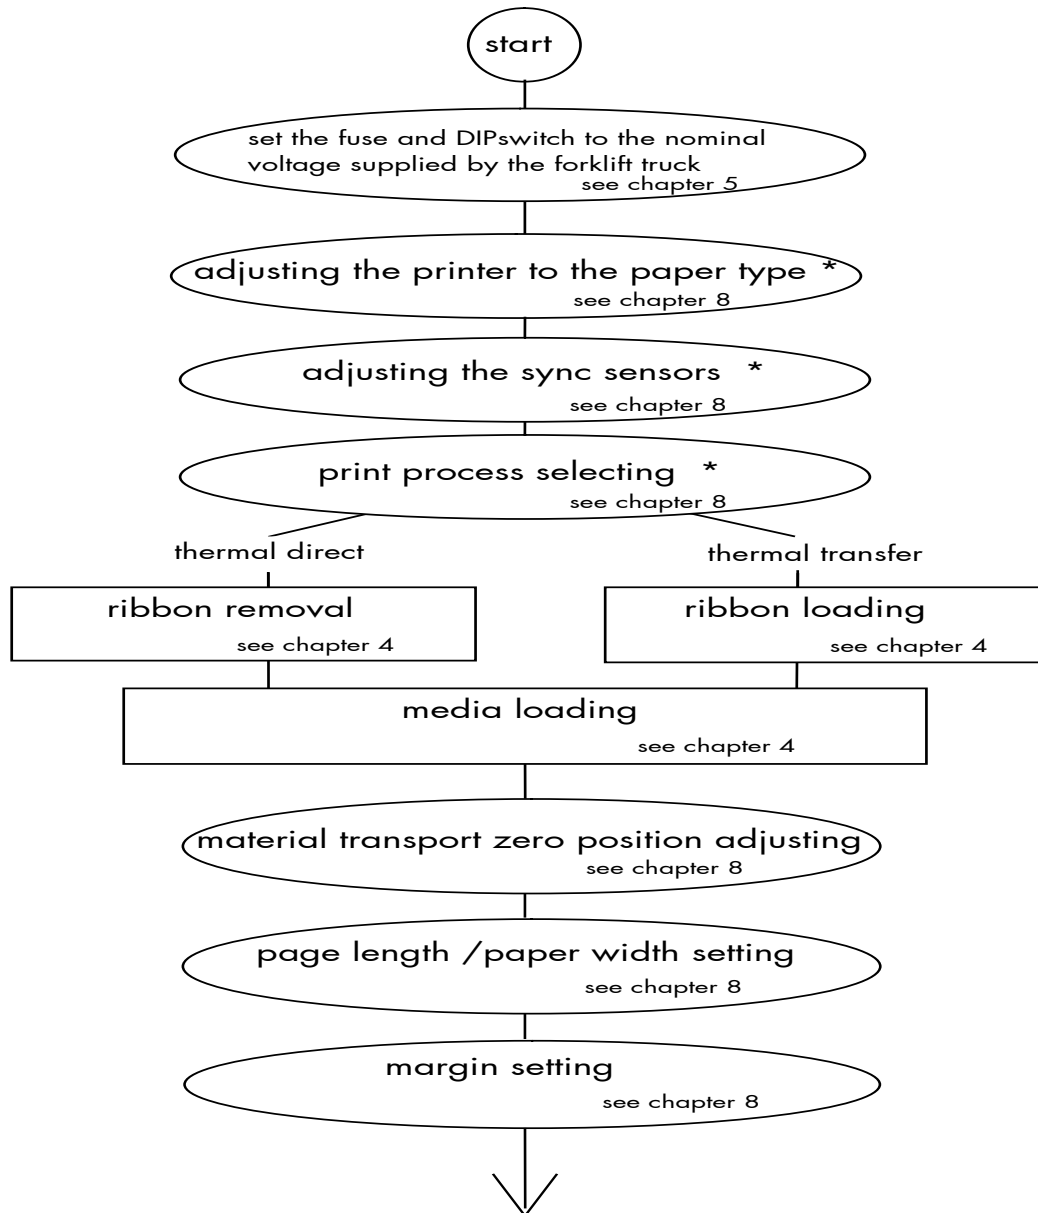 start
set the fuse and DIPswitch to the nominal
voltage supplied by the forklift truck
see chapter 5
adjusting the printer to the paper type *
see chapter 8
adjusting the sync sensors *
see chapter 8
print process selecting *
see chapter 8
thermal direct
thermal transfer
ribbon removal
ribbon loading
see chapter 4
see chapter 4
media loading
see chapter 4
material transport zero position adjusting
see chapter 8
page length /paper width setting
see chapter 8
margin setting
see chapter 8